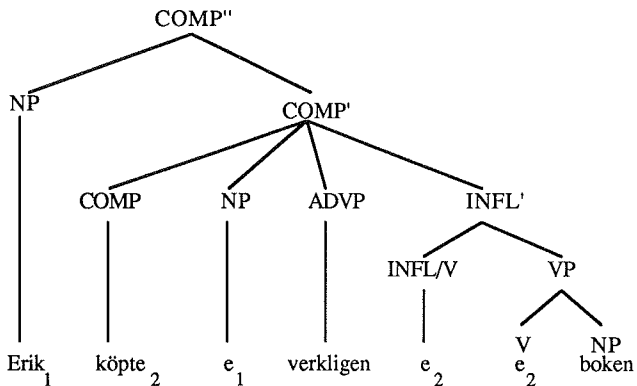 COMP''
NP
COMP'
COMP NP ADVP INFL'
INFL/V VP
V NP
Erik₁ köpte₂ e₁ verkligen e₂ e₂ boken